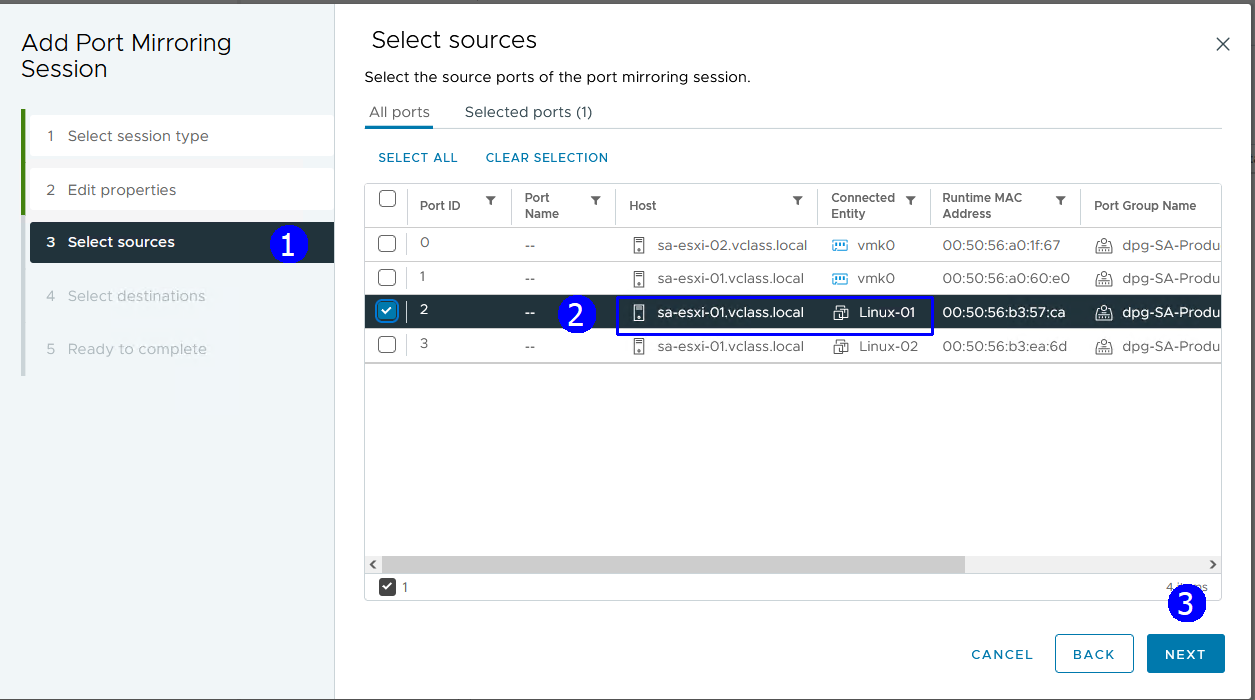 Add Port Mirroring
Session
1 Select session type
2 Edit properties
3 Select sources 1
4 Select destinations
5 Ready to complete
Select sources
Select the source ports of the port mirroring session.
All ports Selected ports (1)
SELECT ALL CLEAR SELECTION
Port ID Port Name Host Connected Entity Runtime MAC Address Port Group Name
0 -- sa-esxi-02.vclass.local vmk0 00:50:56:a0:1f:67 dpg-SA-Produ
1 -- sa-esxi-01.vclass.local vmk0 00:50:56:a0:60:e0 dpg-SA-Produ
2 -- 2 sa-esxi-01.vclass.local Linux-01 00:50:56:b3:57:ca dpg-SA-Produ
3 -- sa-esxi-01.vclass.local Linux-02 00:50:56:b3:ea:6d dpg-SA-Produ
1 4
3
CANCEL BACK NEXT